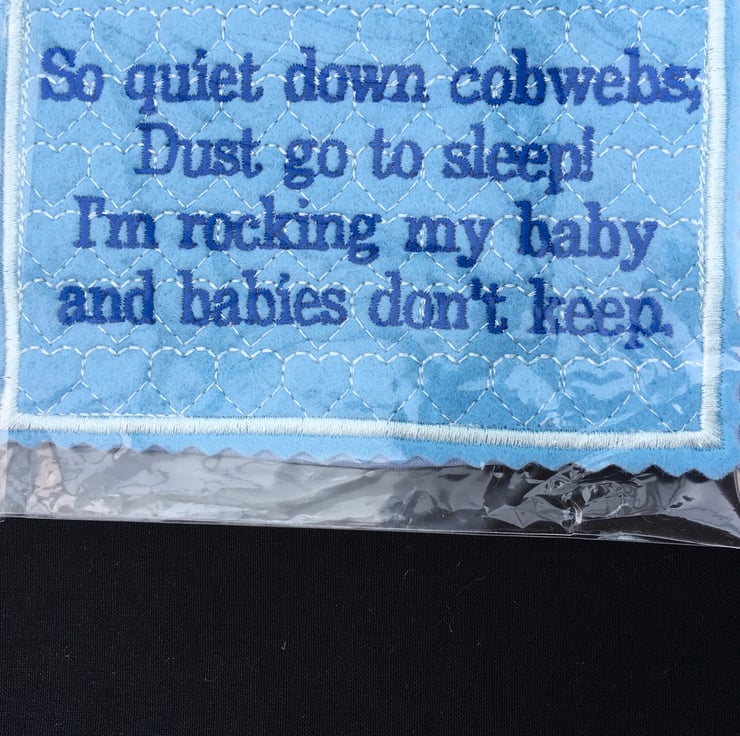 So quiet down cobwebs;
Dust go to sleep!
I'm rocking my baby
and babies don't keep.